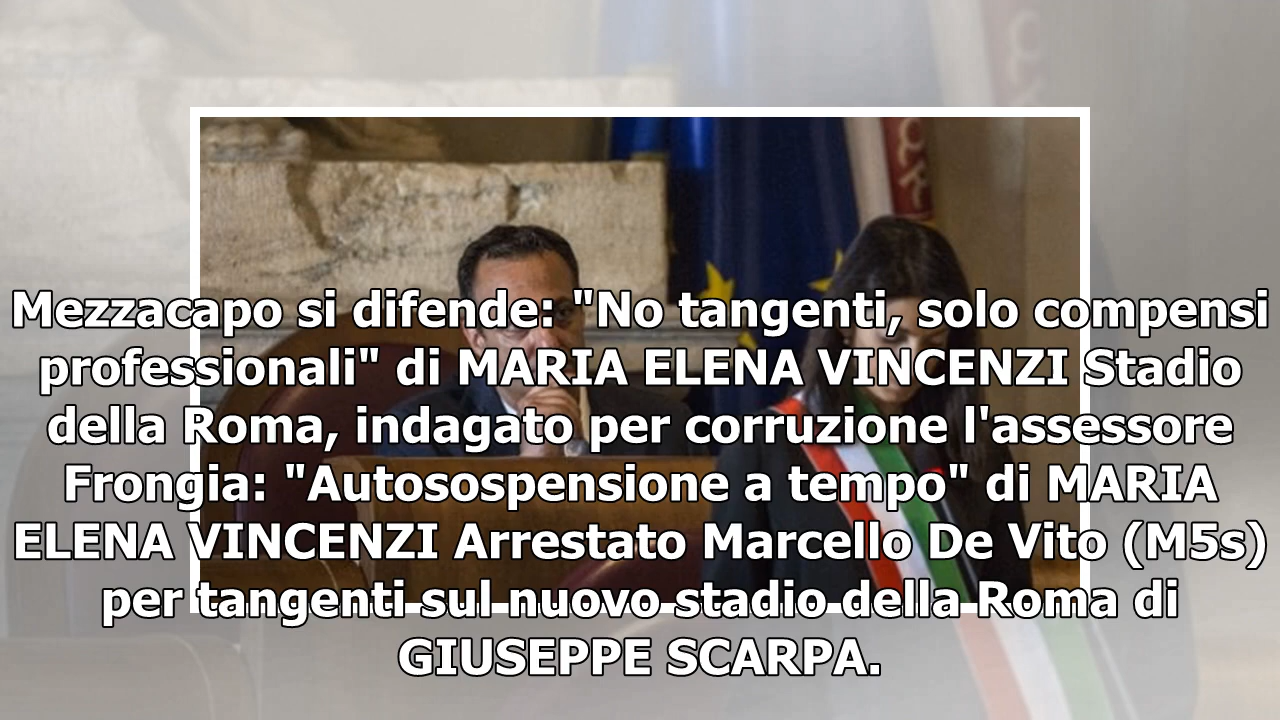 Mezzacapo si difende: "No tangenti, solo compensi
professionali" di MARIA ELENA VINCENZI Stadio
della Roma, indagato per corruzione l'assessore
Frongia: "Autosospensione a tempo" di MARIA
ELENA VINCENZI Arrestato Marcello De Vito (M5s)
per tangenti sul nuovo stadio della Roma di
GIUSEPPE SCARPA.